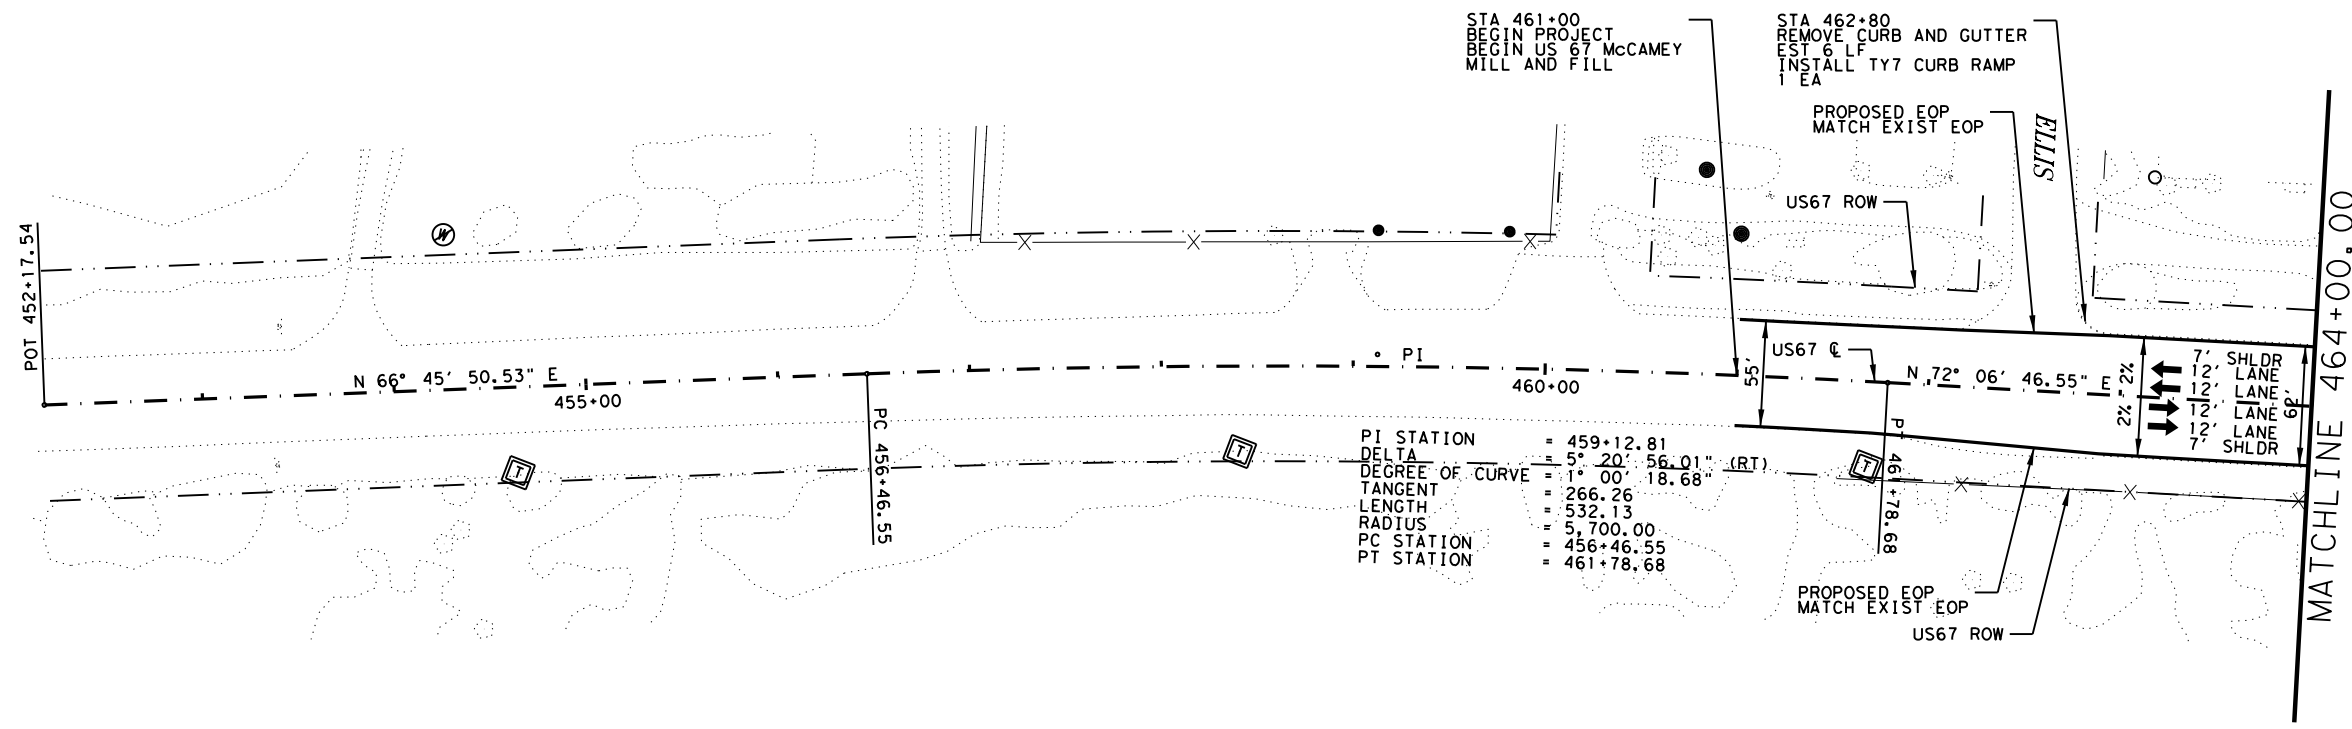 STA 461+00
BEGIN PROJECT
BEGIN US 67 McCAMEY
MILL AND FILL
STA 462+80
REMOVE CURB AND GUTTER
EST 6 LF
INSTALL TY7 CURB RAMP
1 EA
PROPOSED EOP
MATCH EXIST EOP
ELLIS
US67 ROW
POT 452+17.54
N 66° 45' 50.53" E
455+00
PC 456+46.55
PI
460+00
55'
US67 ℄
N 72° 06' 46.55" E
2% - 2%
7' SHLDR
12' LANE
12' LANE
12' LANE
12' LANE
7' SHLDR
62'
MATCHLINE 464+00.00
PI STATION = 459+12.81
DELTA = 5° 20' 56.01" (RT)
DEGREE OF CURVE = 1° 00' 18.68"
TANGENT = 266.26
LENGTH = 532.13
RADIUS = 5,700.00
PC STATION = 456+46.55
PT STATION = 461+78.68
T
T
T
461+78.68
PROPOSED EOP
MATCH EXIST EOP
US67 ROW